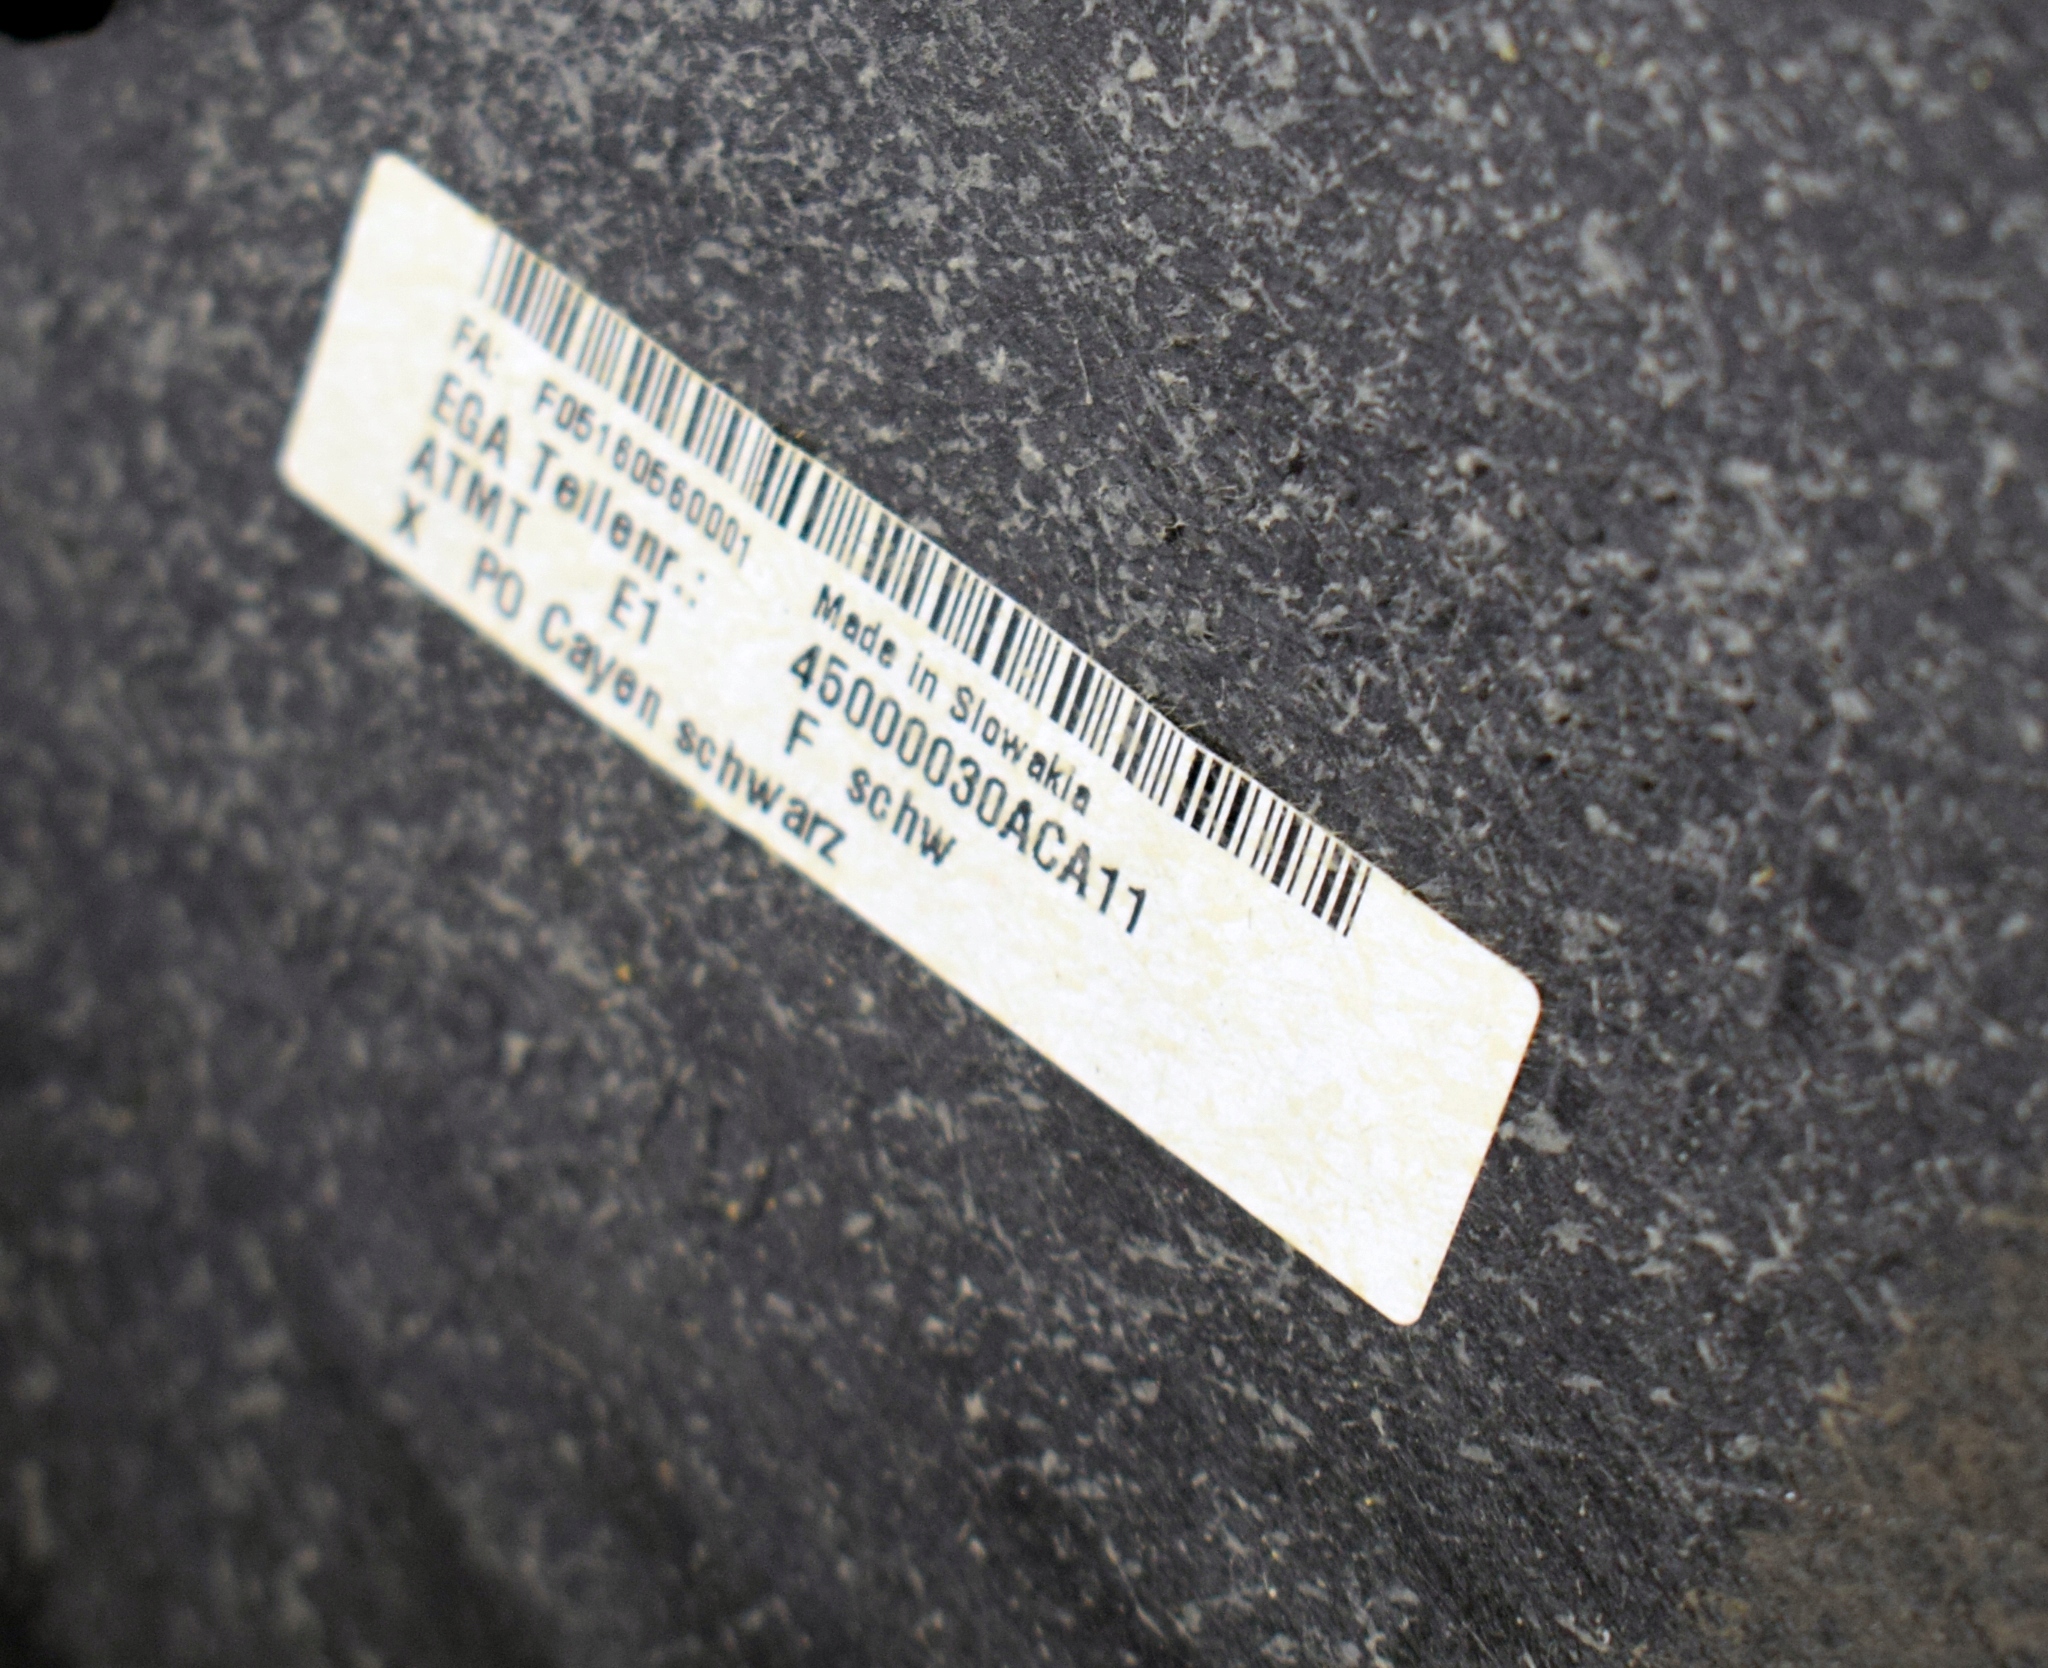 FA: F05160560001 Made in Slowakia
EGA Teilenr.: 45000030ACA11
ATMT E1 F schw
X PO Cayen schwarz